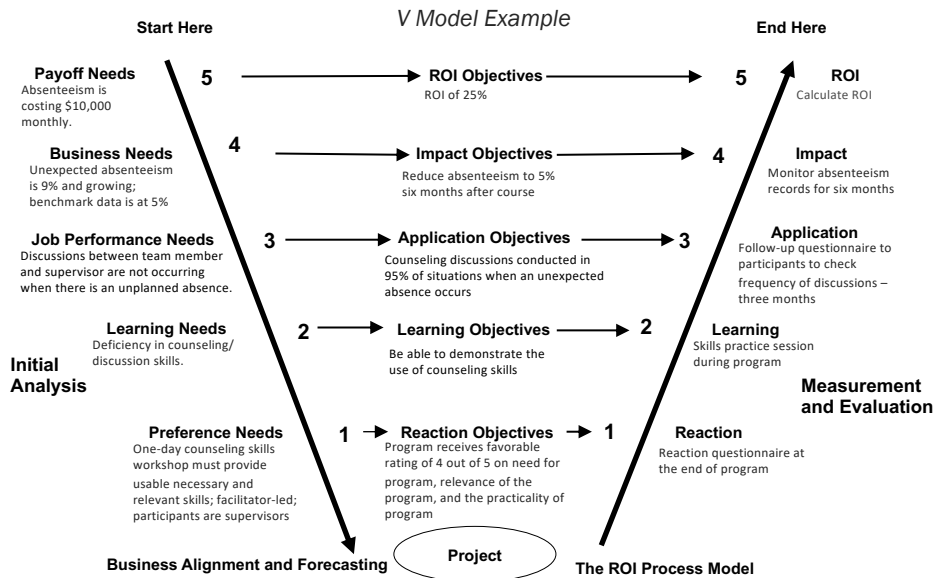 V Model Example
Start Here
End Here
Payoff Needs
Absenteeism is
costing $10,000
monthly.
5
ROI Objectives
ROI of 25%
5
ROI
Calculate ROI
Business Needs
Unexpected absenteeism
is 9% and growing;
benchmark data is at 5%
4
Impact Objectives
Reduce absenteeism to 5%
six months after course
4
Impact
Monitor absenteeism
records for six months
Job Performance Needs
Discussions between team member
and supervisor are not occurring
when there is an unplanned absence.
3
Application Objectives
Counseling discussions conducted in
95% of situations when an unexpected
absence occurs
3
Application
Follow-up questionnaire to
participants to check
frequency of discussions –
three months
Learning Needs
Deficiency in counseling/
discussion skills.
2
Learning Objectives
Be able to demonstrate the
use of counseling skills
2
Learning
Skills practice session
during program
Initial
Analysis
Measurement
and Evaluation
Preference Needs
One-day counseling skills
workshop must provide
usable necessary and
relevant skills; facilitator-led;
participants are supervisors
1
Reaction Objectives
Program receives favorable
rating of 4 out of 5 on need for
program, relevance of the
program, and the practicality of
program
1
Reaction
Reaction questionnaire at
the end of program
Business Alignment and Forecasting
Project
The ROI Process Model